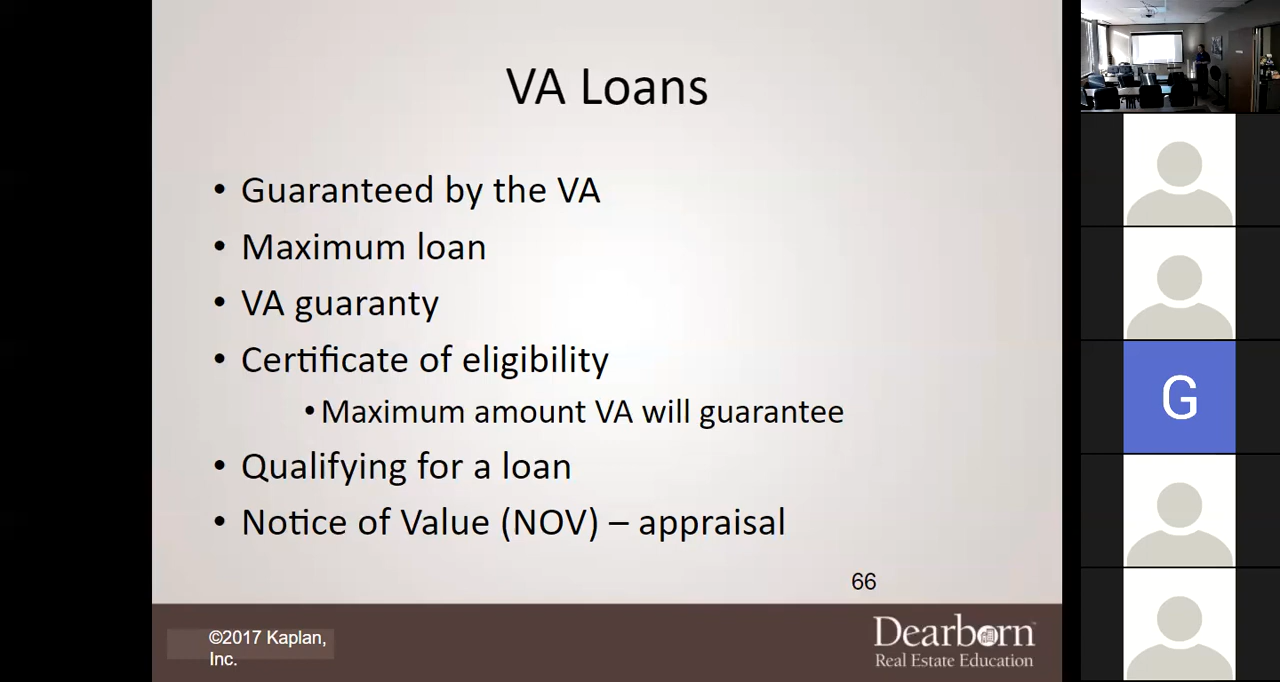 VA Loans
• Guaranteed by the VA
• Maximum loan
• VA guaranty
• Certificate of eligibility
• Maximum amount VA will guarantee
• Qualifying for a loan
• Notice of Value (NOV) – appraisal
66
©2017 Kaplan,
Inc.
Dearborn™
Real Estate Education
G